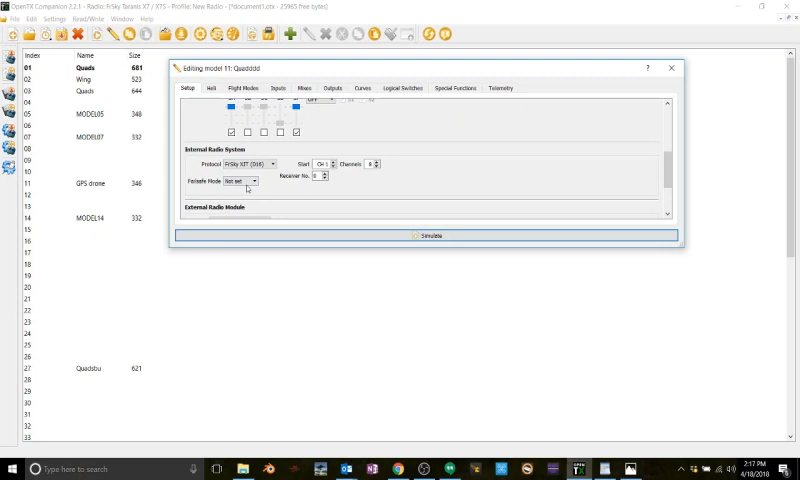 OpenTX Companion 2.2.1 - Radio: FrSky Taranis X7 / X7S - Profile: New Radio - [*document1.otx - 25965 free bytes]
File Edit Settings Read/Write Window Help
Index Name Size
01 Quads 681
02 Wing 523
03 Quads 644
04
05 MODEL05 348
06
07 MODEL07 332
08
09
10
11 GPS drone 346
12
13
14 MODEL14 332
15
16
17
18
19
20
21
22
23
24
25
26
27 Quadsbu 621
28
29
30
31
32
33
Editing model 11: Quadddd
Setup Heli Flight Modes Inputs Mixes Outputs Curves Logical Switches Special Functions Telemetry
OFF
Internal Radio System
Protocol FrSky XJT (D16) Start CH 1 Channels 8
Failsafe Mode Not set Receiver No. 0
External Radio Module
Simulate
Type here to search
2:17 PM
4/18/2018